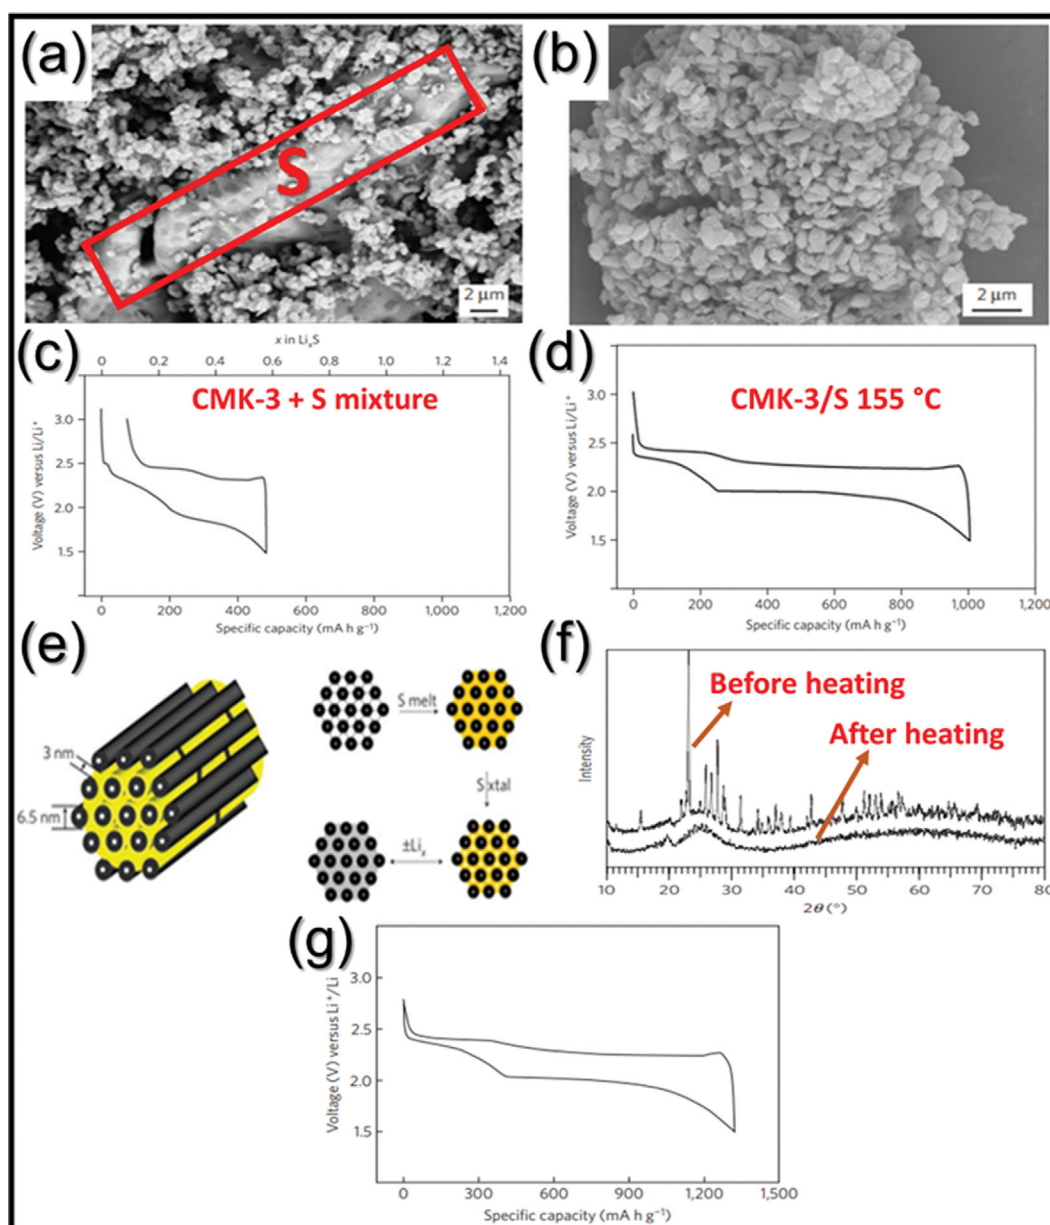 (a)
S
2 μm
(b)
2 μm
(c)
x in LiₓS
0 0.2 0.4 0.6 0.8 1.0 1.2 1.4
CMK-3 + S mixture
Voltage (V) versus Li/Li⁺
3.0
2.5
2.0
1.5
0 200 400 600 800 1,000 1,200
Specific capacity (mA h g⁻¹)
(d)
CMK-3/S 155 °C
Voltage (V) versus Li/Li⁺
3.0
2.5
2.0
1.5
0 200 400 600 800 1,000 1,200
Specific capacity (mA h g⁻¹)
(e)
3 nm
6.5 nm
S melt
S xtal
±Liₓ
(f)
Before heating
After heating
Intensity
10 20 30 40 50 60 70 80
2θ (°)
(g)
Voltage (V) versus Li⁺/Li
3.0
2.5
2.0
1.5
0 300 600 900 1,200 1,500
Specific capacity (mA h g⁻¹)